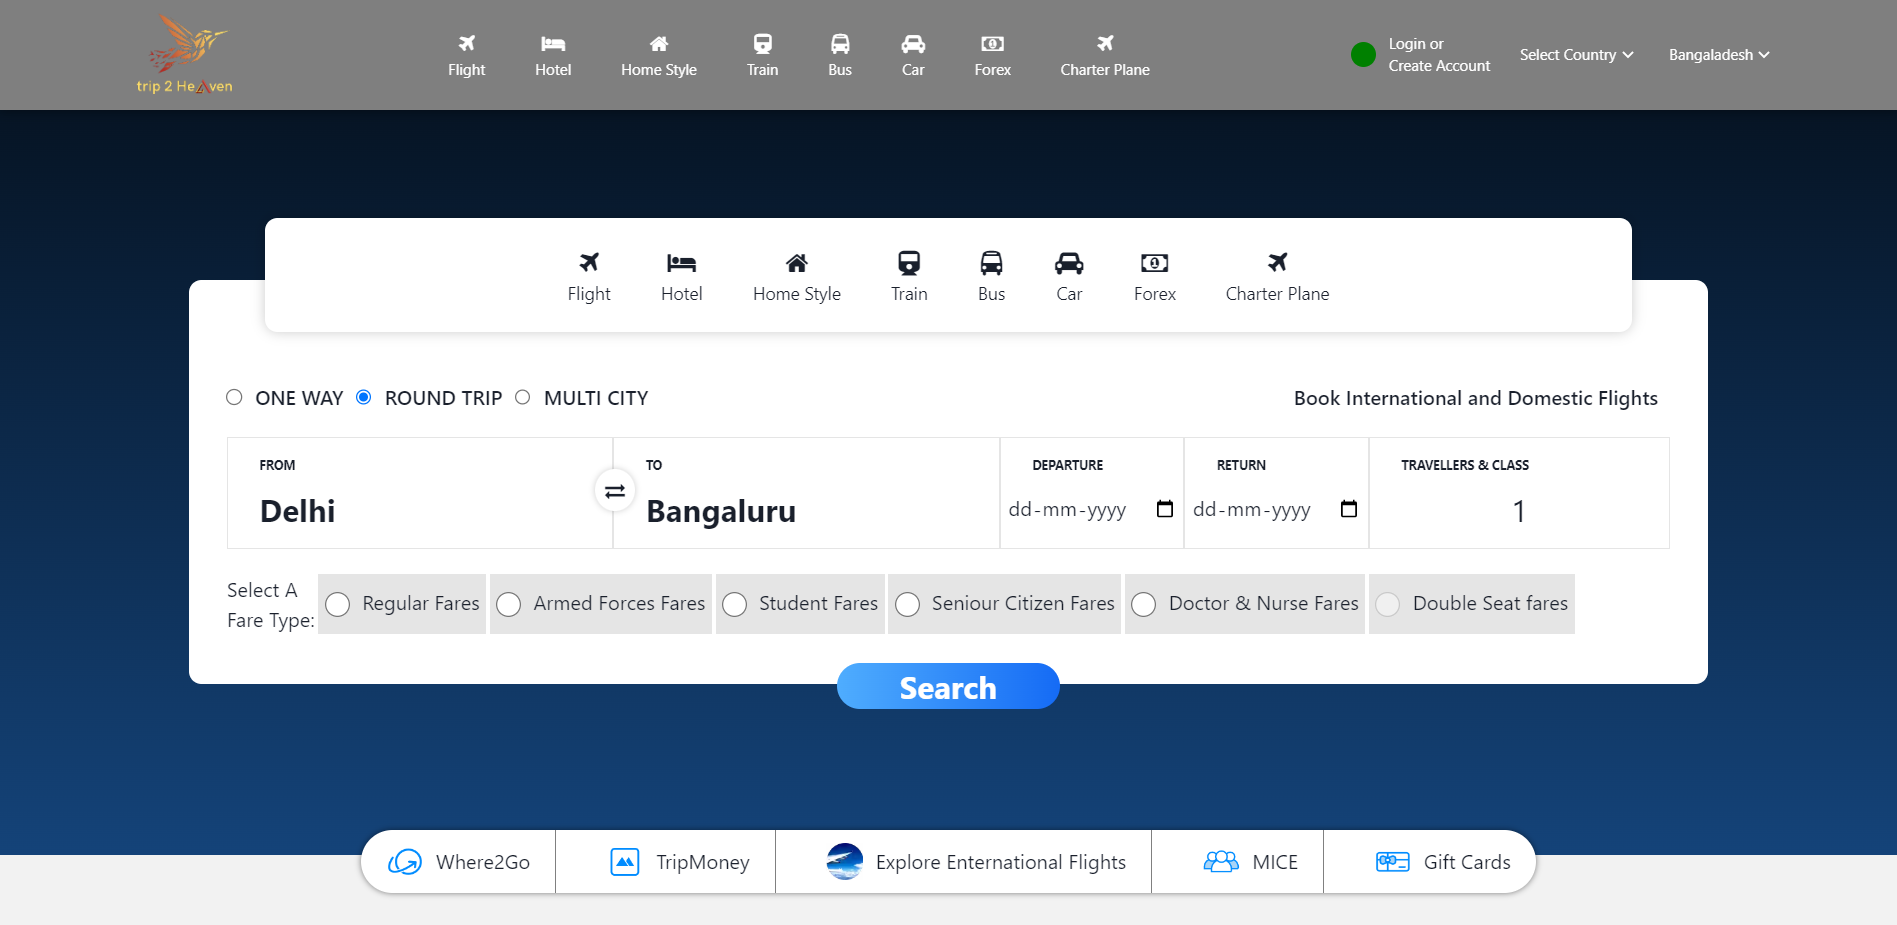 trip 2 Heaven
Flight
Hotel
Home Style
Train
Bus
Car
Forex
Charter Plane
Login or
Create Account
Select Country
Bangaladesh
Flight
Hotel
Home Style
Train
Bus
Car
Forex
Charter Plane
ONE WAY
ROUND TRIP
MULTI CITY
Book International and Domestic Flights
FROM
Delhi
TO
Bangaluru
DEPARTURE
dd-mm-yyyy
RETURN
dd-mm-yyyy
TRAVELLERS & CLASS
1
Select A
Fare Type:
Regular Fares
Armed Forces Fares
Student Fares
Seniour Citizen Fares
Doctor & Nurse Fares
Double Seat fares
Search
Where2Go
TripMoney
Explore Enternational Flights
MICE
Gift Cards